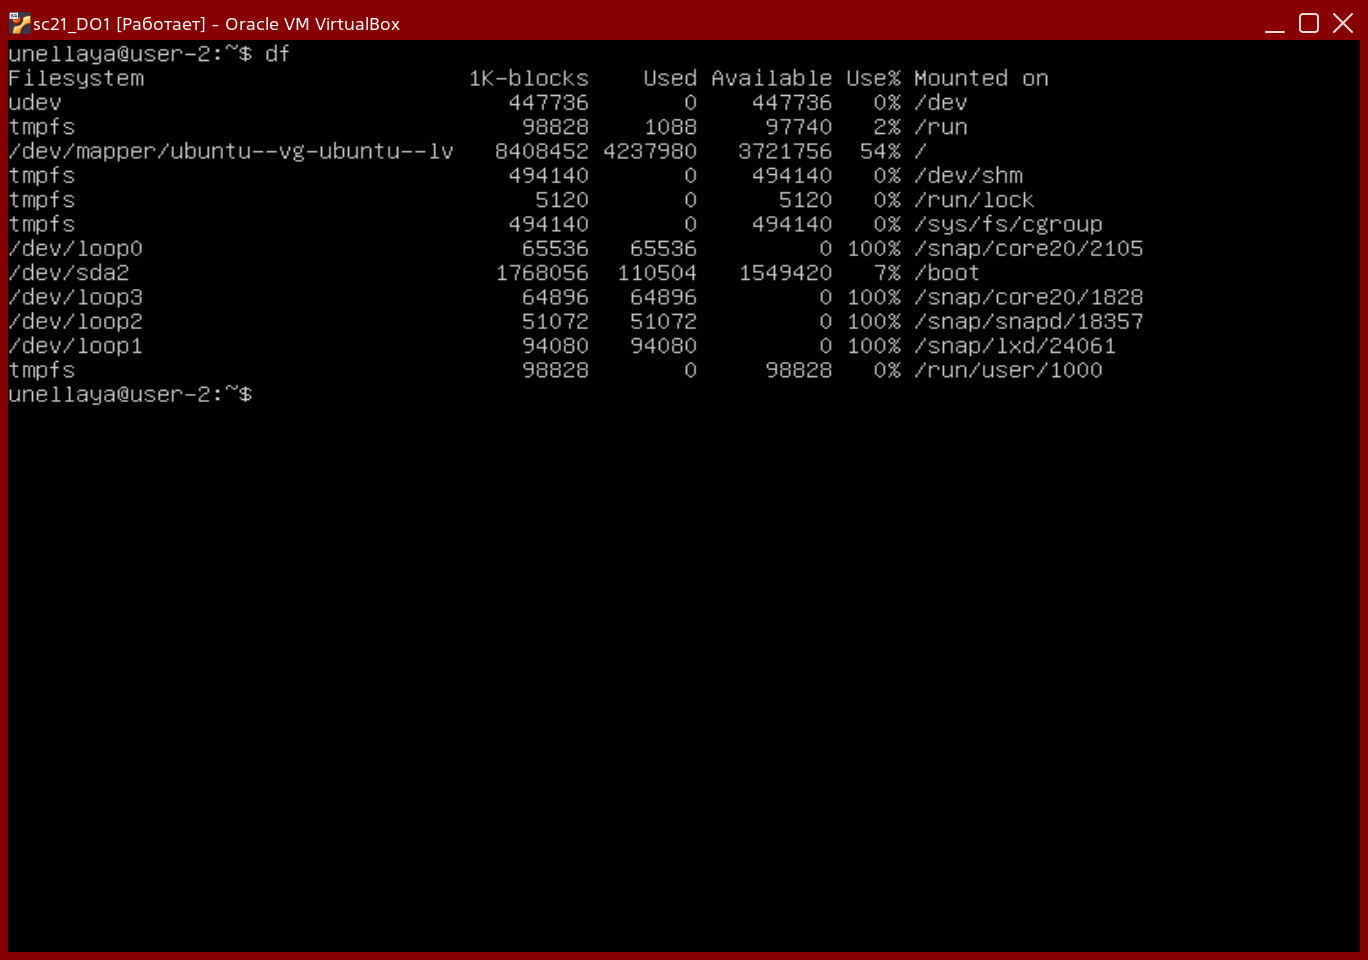 sc21_DO1 [Работает] - Oracle VM VirtualBox
unellaya@user-2:~$ df
Filesystem                        1K-blocks    Used Available Use% Mounted on
udev                                 447736       0    447736   0% /dev
tmpfs                                 98828    1088     97740   2% /run
/dev/mapper/ubuntu--vg-ubuntu--lv   8408452 4237980   3721756  54% /
tmpfs                                494140       0    494140   0% /dev/shm
tmpfs                                  5120       0      5120   0% /run/lock
tmpfs                                494140       0    494140   0% /sys/fs/cgroup
/dev/loop0                            65536   65536         0 100% /snap/core20/2105
/dev/sda2                           1768056  110504   1549420   7% /boot
/dev/loop3                            64896   64896         0 100% /snap/core20/1828
/dev/loop2                            51072   51072         0 100% /snap/snapd/18357
/dev/loop1                            94080   94080         0 100% /snap/lxd/24061
tmpfs                                 98828       0     98828   0% /run/user/1000
unellaya@user-2:~$